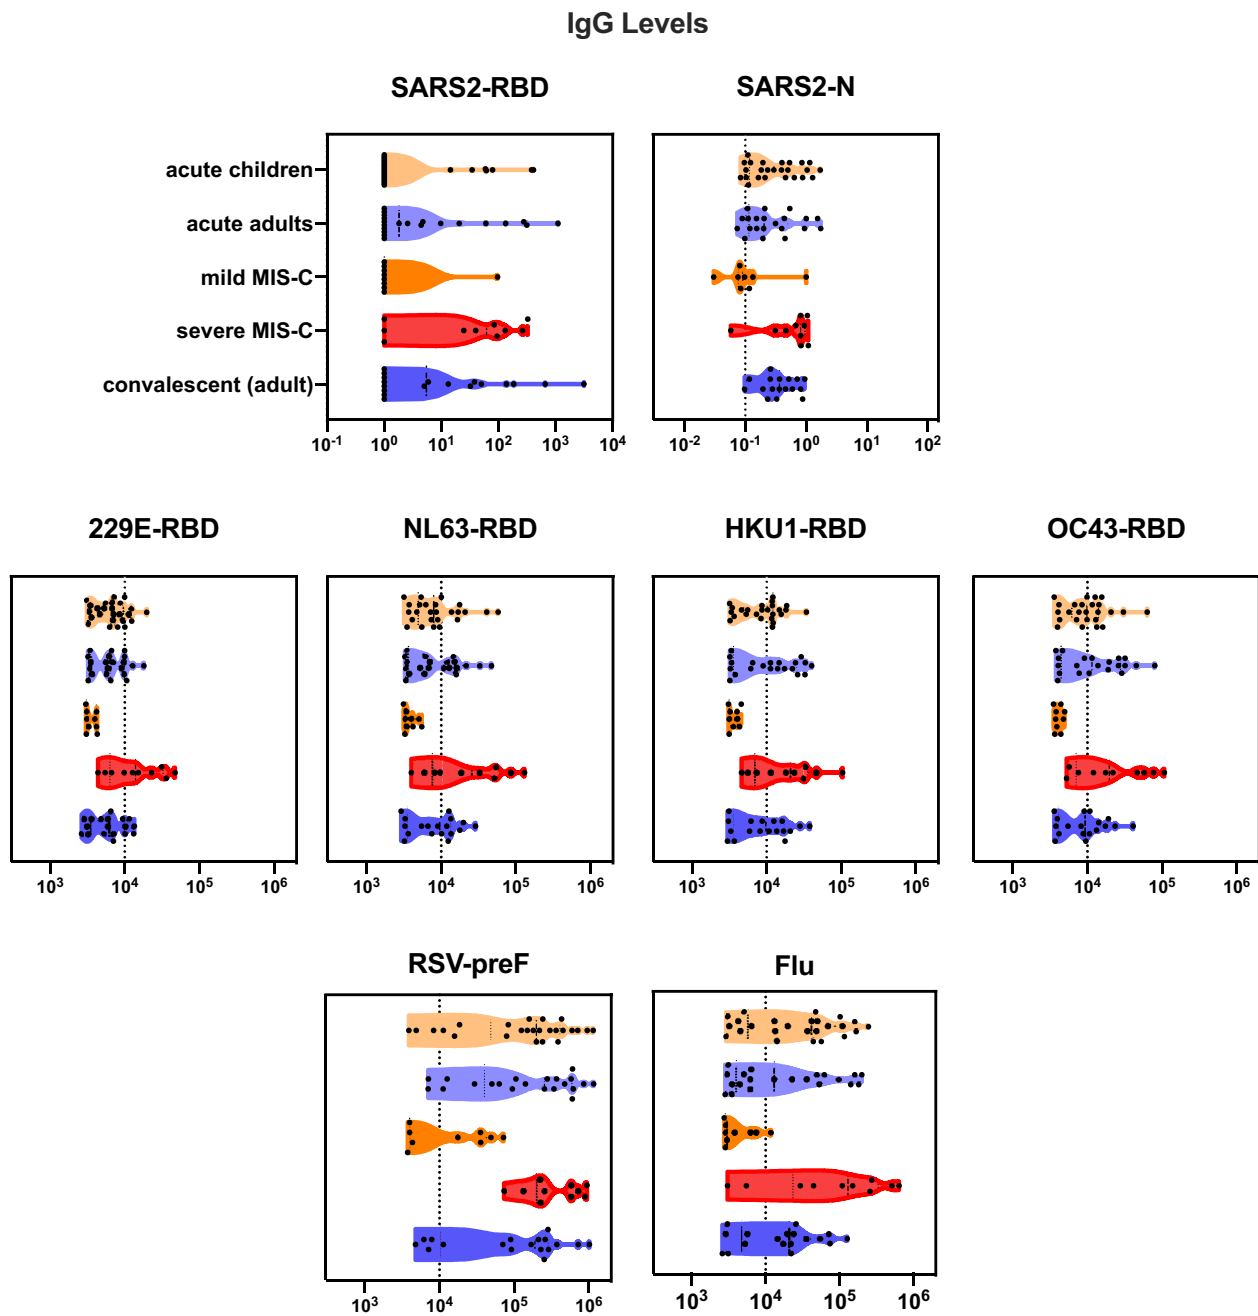 IgG Levels
SARS2-RBD SARS2-N
acute children
acute adults
mild MIS-C
severe MIS-C
convalescent (adult)
10⁻¹ 10⁰ 10¹ 10² 10³ 10⁴ 10⁻² 10⁻¹ 10⁰ 10¹ 10²
229E-RBD NL63-RBD HKU1-RBD OC43-RBD
10³ 10⁴ 10⁵ 10⁶ 10³ 10⁴ 10⁵ 10⁶ 10³ 10⁴ 10⁵ 10⁶ 10³ 10⁴ 10⁵ 10⁶
RSV-preF Flu
10³ 10⁴ 10⁵ 10⁶ 10³ 10⁴ 10⁵ 10⁶